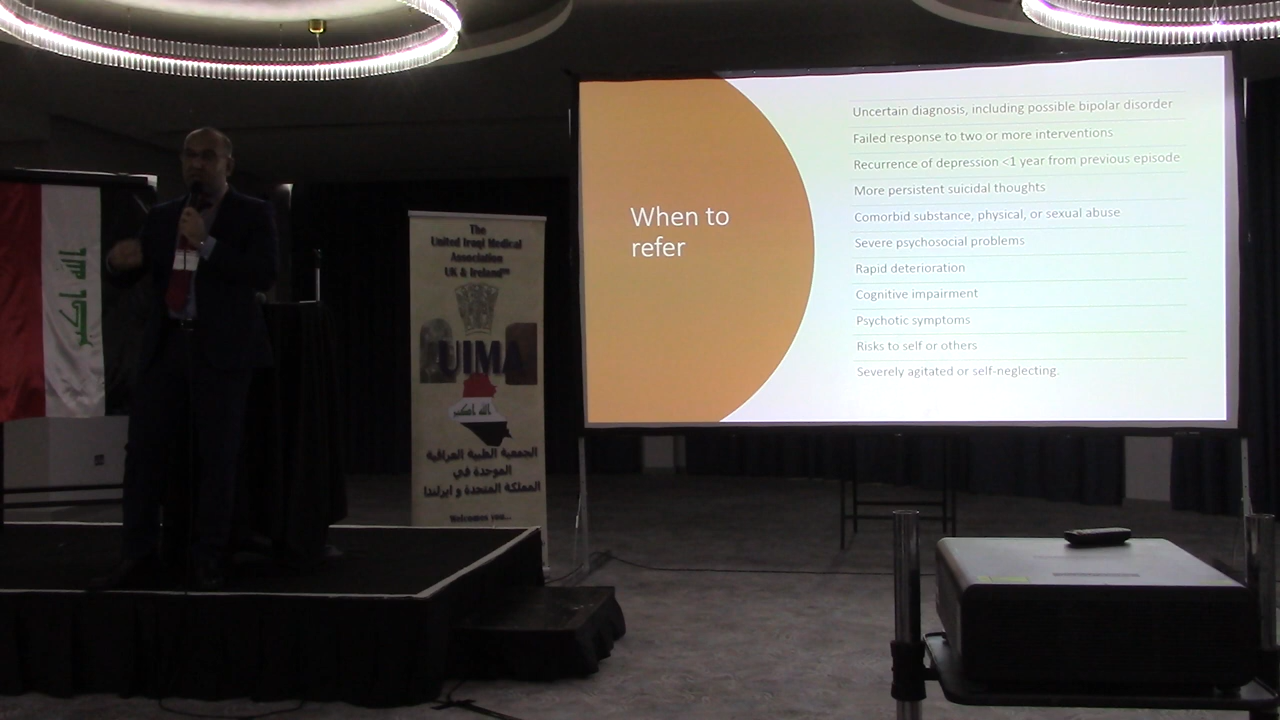 الله اكبر
The
United Iraqi Medical
Association
UK & Ireland™
UIMA
الله اكبر
الجمعية الطبية العراقية
الموحدة في
المملكة المتحدة و ايرلندا
Welcomes you...
When to
refer
Uncertain diagnosis, including possible bipolar disorder
Failed response to two or more interventions
Recurrence of depression <1 year from previous episode
More persistent suicidal thoughts
Comorbid substance, physical, or sexual abuse
Severe psychosocial problems
Rapid deterioration
Cognitive impairment
Psychotic symptoms
Risks to self or others
Severely agitated or self-neglecting.